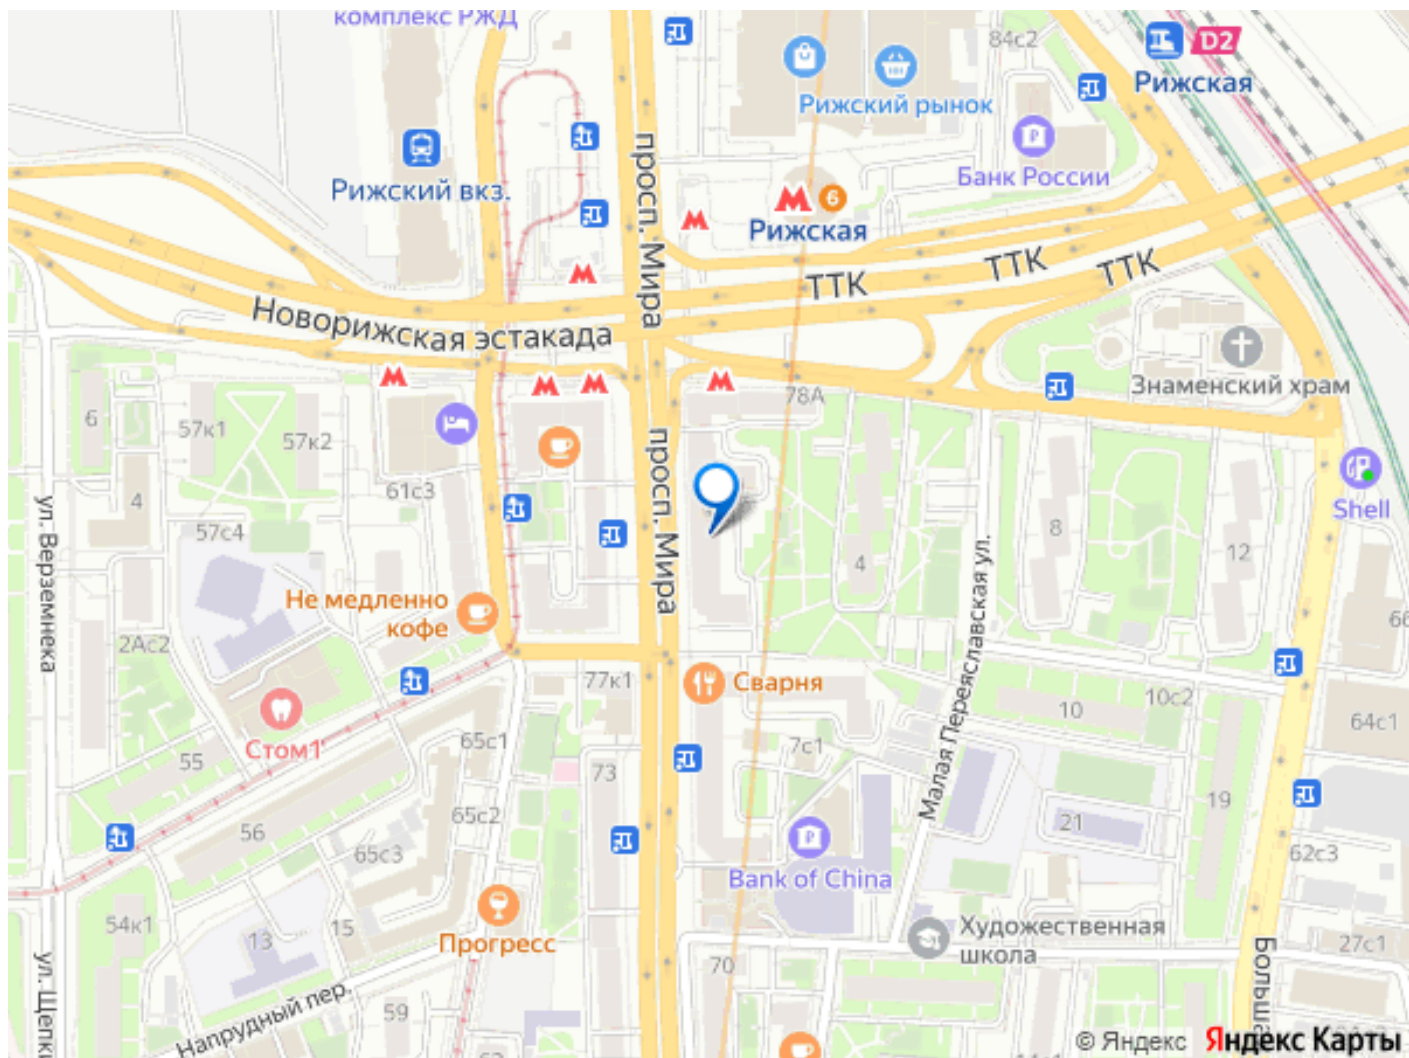 комплекс РЖД
84с2
D2
Рижская
Рижский рынок
Банк России
Рижский вкз.
просп. Мира
М
М 6
Рижская
М
ТТК
ТТК
ТТК
Новорижская эстакада
Знаменский храм
М
М
М
М
78А
6
57к1
57к2
61с3
4
57с4
ул. Верземнека
просп. Мира
4
8
12
Shell
Малая Переяславская ул.
Не медленно
кофе
2Ас2
66
77к1
Сварня
10с2
10
64с1
Стом1
65с1
7с1
55
73
19
56
65с2
65с3
21
62с3
Bank of China
54к1
13
15
Прогресс
Художественная
школа
27с1
70
Больша
ул. Щепки
Напрудный пер.
59
© Яндекс Яндекс Карты